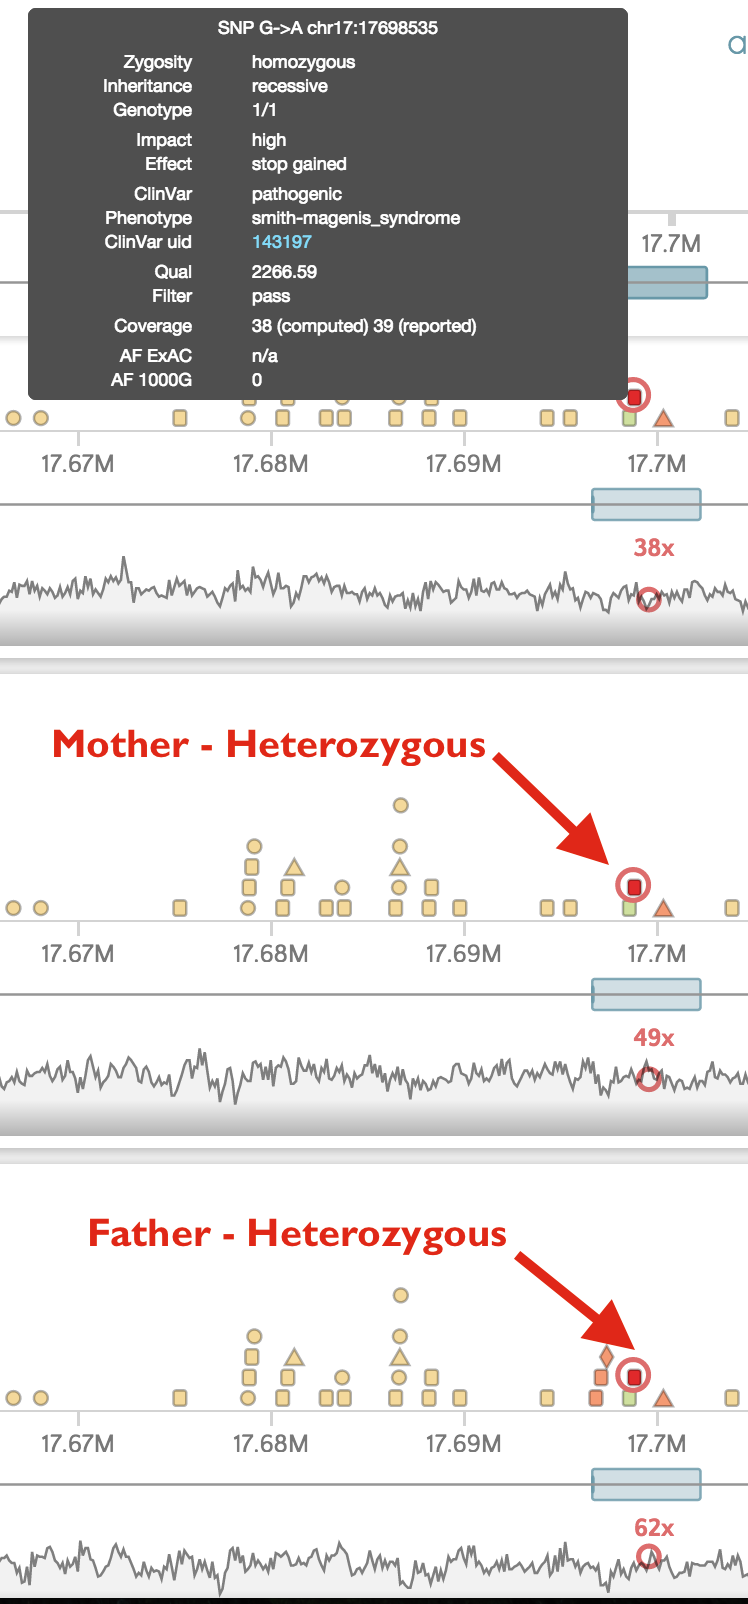 SNP G->A chr17:17698535
Zygosity homozygous
Inheritance recessive
Genotype 1/1
Impact high
Effect stop gained
ClinVar pathogenic
Phenotype smith-magenis_syndrome
ClinVar uid 143197
Qual 2266.59
Filter pass
Coverage 38 (computed) 39 (reported)
AF ExAC n/a
AF 1000G 0
17.7M
17.67M 17.68M 17.69M 17.7M
38x
Mother - Heterozygous
17.67M 17.68M 17.69M 17.7M
49x
Father - Heterozygous
17.67M 17.68M 17.69M 17.7M
62x